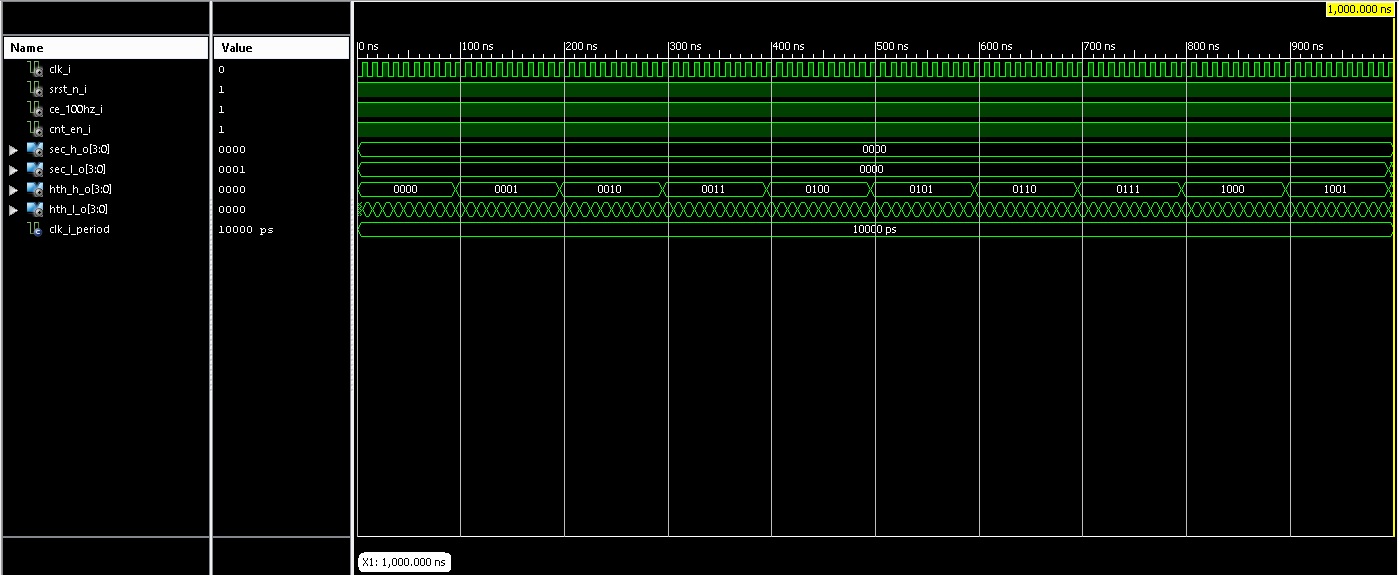 1,000.000 ns
Name Value 0 ns 100 ns 200 ns 300 ns 400 ns 500 ns 600 ns 700 ns 800 ns 900 ns
clk_i 0
srst_n_i 1
ce_100hz_i 1
cnt_en_i 1
sec_h_o[3:0] 0000 0000
sec_l_o[3:0] 0001 0000
hth_h_o[3:0] 0000 0000 0001 0010 0011 0100 0101 0110 0111 1000 1001
hth_l_o[3:0] 0000
clk_i_period 10000 ps 10000 ps
X1: 1,000.000 ns